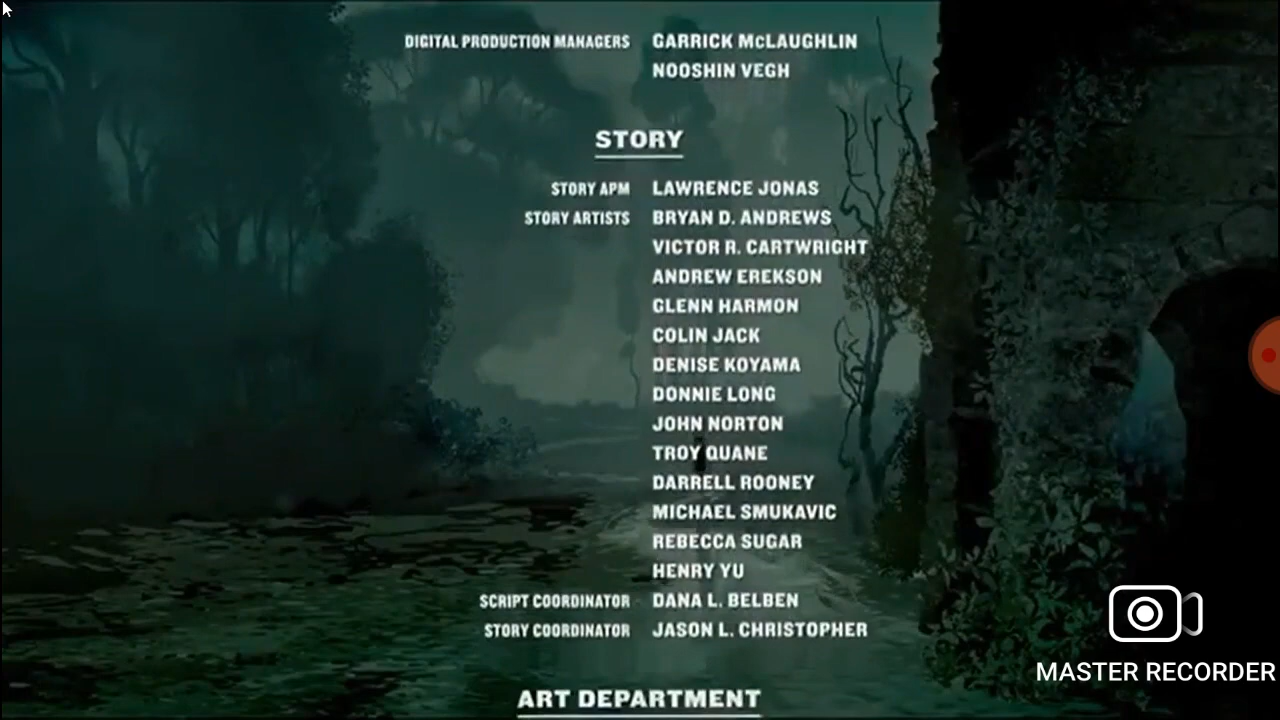 DIGITAL PRODUCTION MANAGERS GARRICK McLAUGHLIN
NOOSHIN VEGH
STORY
STORY APM LAWRENCE JONAS
STORY ARTISTS BRYAN D. ANDREWS
VICTOR R. CARTWRIGHT
ANDREW EREKSON
GLENN HARMON
COLIN JACK
DENISE KOYAMA
DONNIE LONG
JOHN NORTON
TROY QUANE
DARRELL ROONEY
MICHAEL SMUKAVIC
REBECCA SUGAR
HENRY YU
SCRIPT COORDINATOR DANA L. BELBEN
STORY COORDINATOR JASON L. CHRISTOPHER
MASTER RECORDER
ART DEPARTMENT